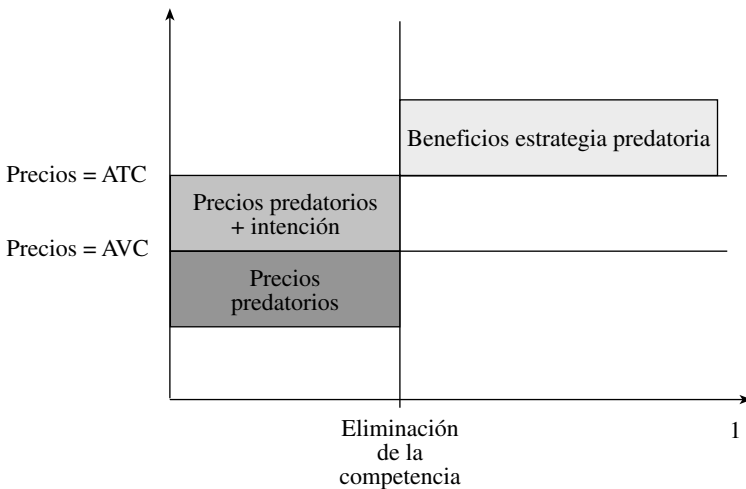 Beneficios estrategia predatoria
Precios = ATC
Precios predatorios
+ intención
Precios = AVC
Precios
predatorios
Eliminación
de la
competencia
1